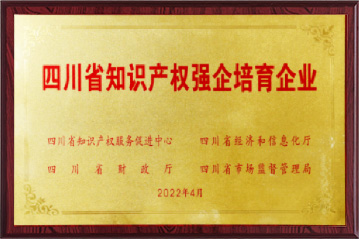 四川省知识产权强企培育企业
四川省知识产权服务促进中心 四川省经济和信息化厅
四川省财政厅 四川省市场监督管理局
2022年4月